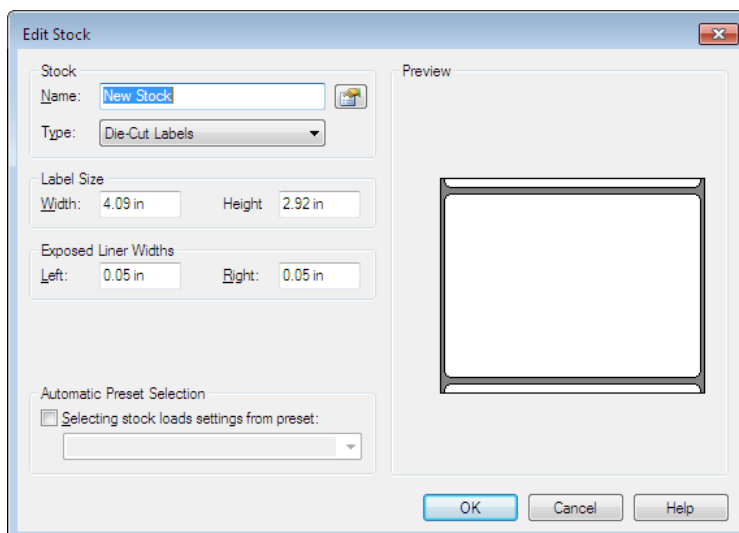 Edit Stock
Stock
Name: New Stock
Type: Die-Cut Labels
Label Size
Width: 4.09 in Height 2.92 in
Exposed Liner Widths
Left: 0.05 in Right: 0.05 in
Automatic Preset Selection
Selecting stock loads settings from preset:
Preview
OK Cancel Help